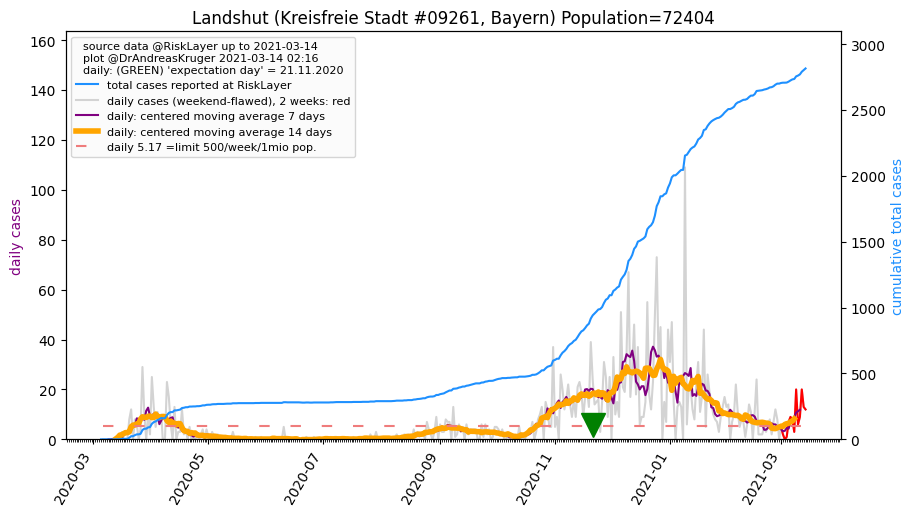 Landshut (Kreisfreie Stadt #09261, Bayern) Population=72404
source data @RiskLayer up to 2021-03-14
plot @DrAndreasKruger 2021-03-14 02:16
daily: (GREEN) 'expectation day' = 21.11.2020
total cases reported at RiskLayer
daily cases (weekend-flawed), 2 weeks: red
daily: centered moving average 7 days
daily: centered moving average 14 days
daily 5.17 =limit 500/week/1mio pop.
daily cases
160
140
120
100
80
60
40
20
0
3000
2500
2000
1500
1000
500
0
cumulative total cases
2020-03
2020-05
2020-07
2020-09
2020-11
2021-01
2021-03